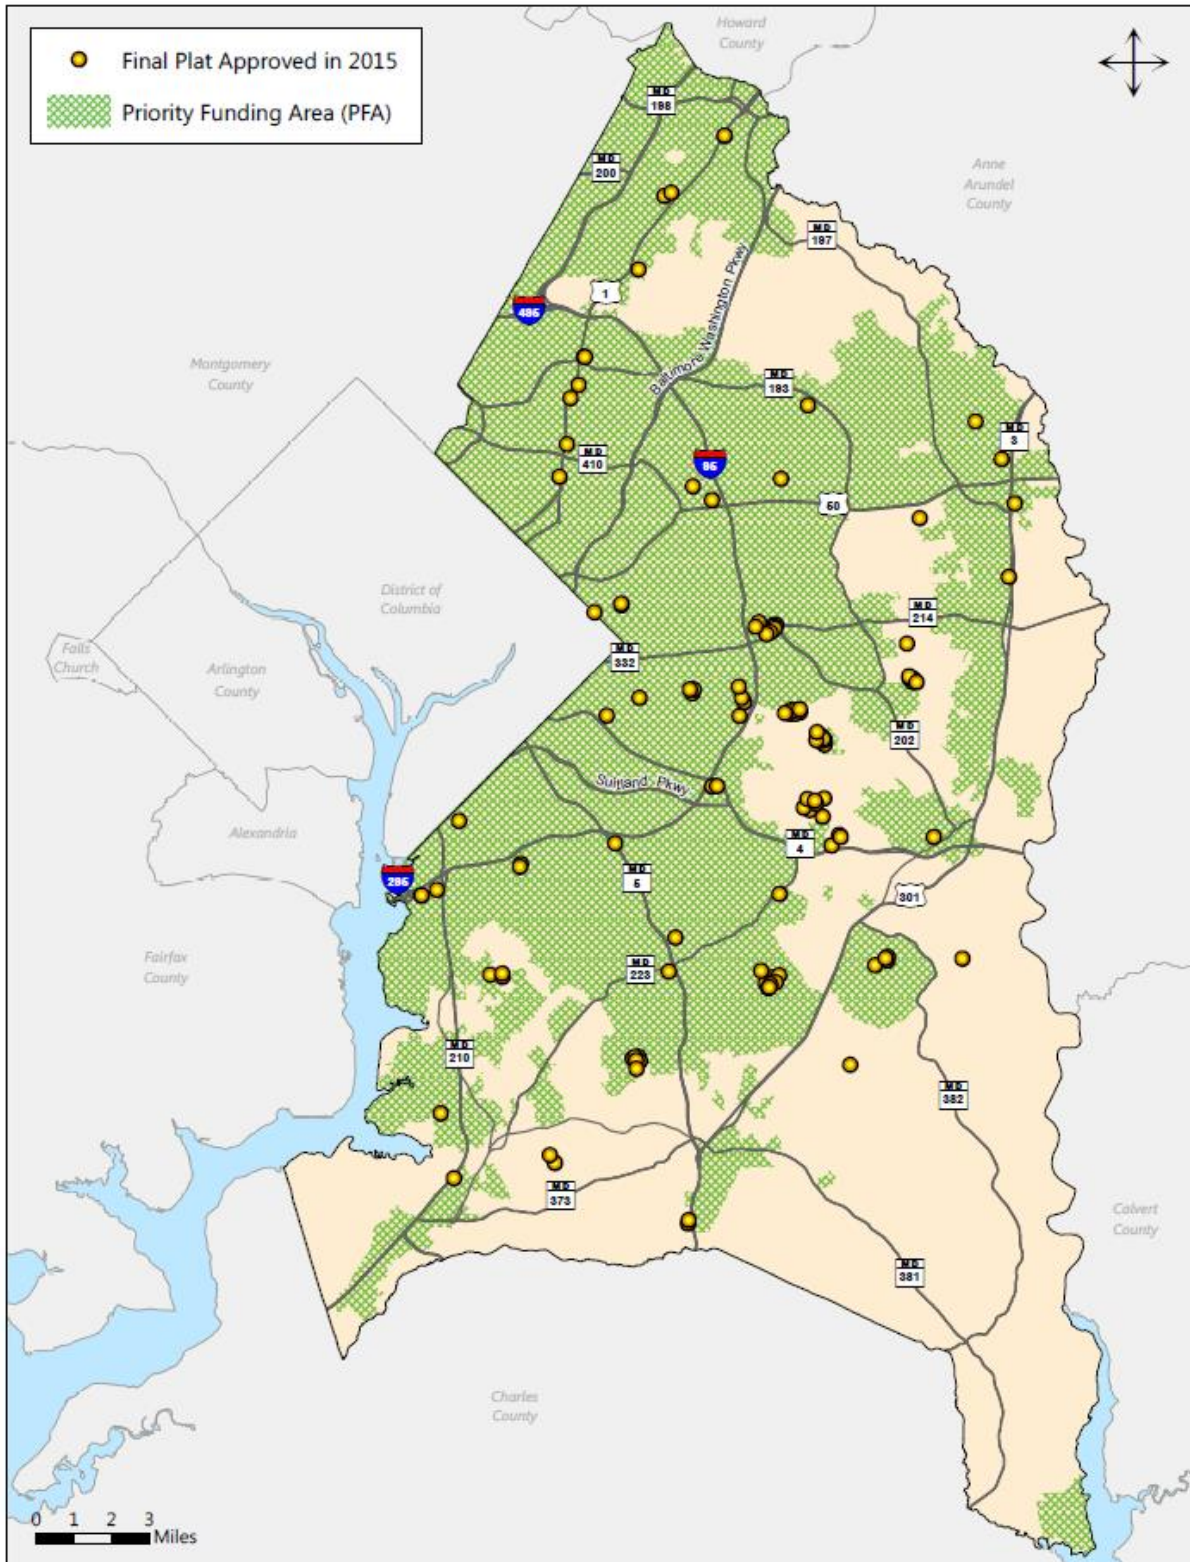 Final Plat Approved in 2015
Priority Funding Area (PFA)
Howard
County
Anne
Arundel
County
MD
198
MD
200
MD
197
1
495
Baltimore Washington Pkwy
Montgomery
County
MD
193
MD
3
MD
410
95
50
District of
Columbia
MD
214
Falls
Church
Arlington
County
MD
332
MD
202
Suitland Pkwy
Alexandria
MD
4
295
MD
5
301
Fairfax
County
MD
223
MD
210
MD
382
MD
373
Calvert
County
MD
381
Charles
County
0 1 2 3
Miles